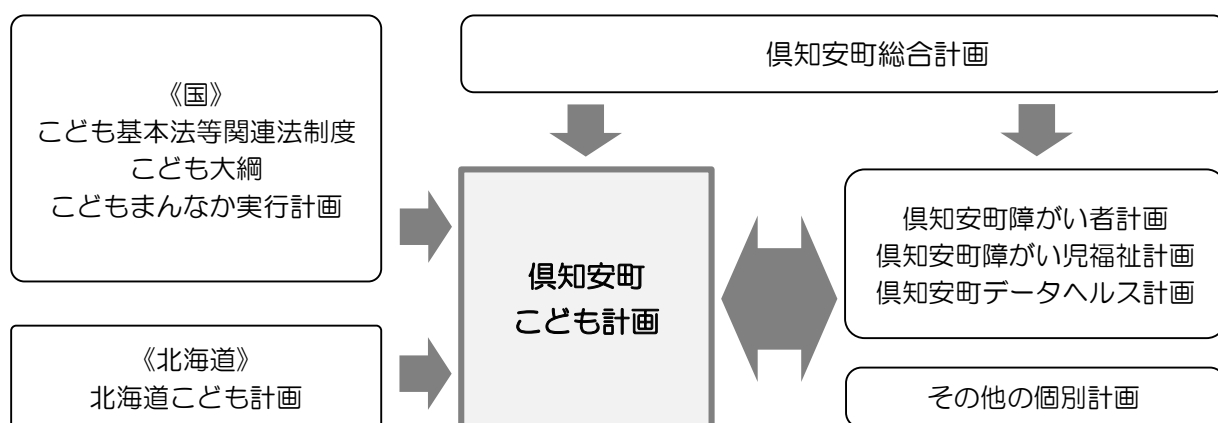 《国》
こども基本法等関連法制度
こども大綱
こどもまんなか実行計画
《北海道》
北海道こども計画
倶知安町総合計画
倶知安町
こども計画
倶知安町障がい者計画
倶知安町障がい児福祉計画
倶知安町データヘルス計画
その他の個別計画